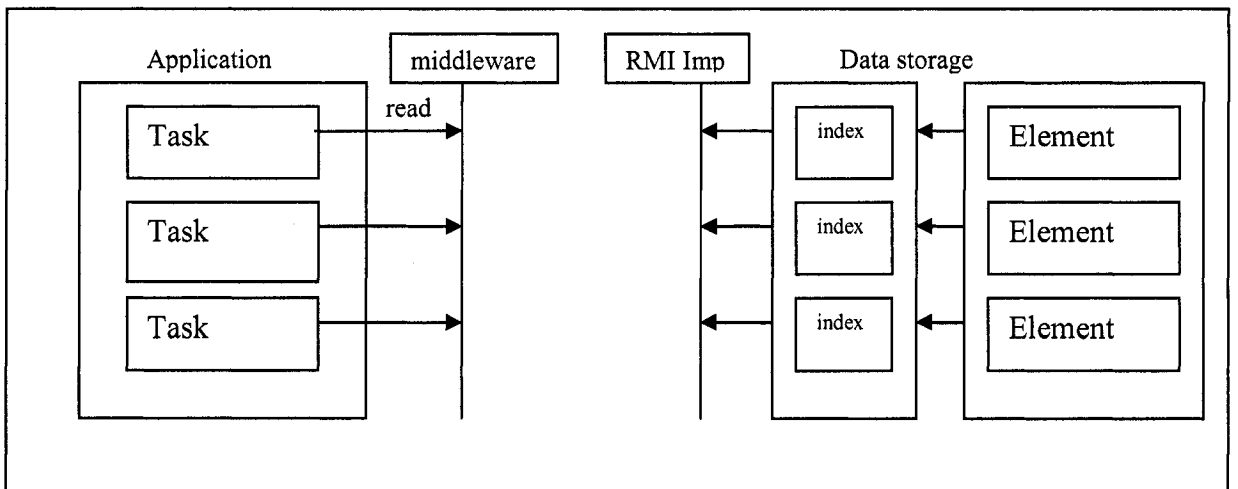 Application
middleware
RMI Imp
Data storage
read
Task
index
Element
Task
index
Element
Task
index
Element